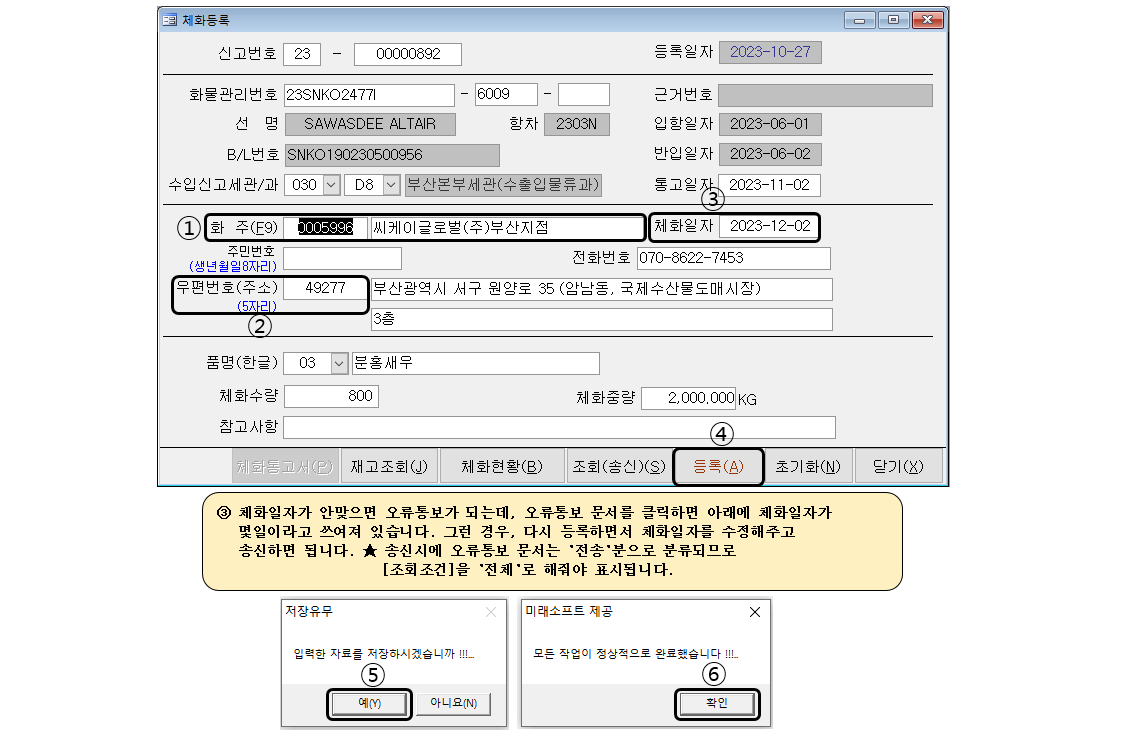 체화등록
신고번호 23 - 00000892 등록일자 2023-10-27
화물관리번호 23SNKO2477I - 6009 - 근거번호
선 명 SAWASDEE ALTAIR 항차 2303N 입항일자 2023-06-01
B/L번호 SNKO190230500956 반입일자 2023-06-02
수입신고세관/과 030 D8 부산본부세관(수출입물류과) 통고일자 2023-11-02
③
① 화 주(F9) 0005996 씨케이글로벌(주)부산지점 체화일자 2023-12-02
주민번호
(생년월일8자리) 전화번호 070-8622-7453
우편번호(주소) 49277 부산광역시 서구 원양로 35 (암남동, 국제수산물도매시장)
(5자리)
② 3층
품명(한글) 03 분홍새우
체화수량 800 체화중량 2,000,000 KG
참고사항
④
체화통고서(P) 재고조회(J) 체화현황(B) 조회(송신)(S) 등록(A) 초기화(N) 닫기(X)
③ 체화일자가 안맞으면 오류통보가 되는데, 오류통보 문서를 클릭하면 아래에 체화일자가
몇일이라고 쓰여져 있습니다. 그런 경우, 다시 등록하면서 체화일자를 수정해주고
송신하면 됩니다. ★ 송신시에 오류통보 문서는 '전송'분으로 분류되므로
[조회조건]을 '전체'로 해줘야 표시됩니다.
저장유무
입력한 자료를 저장하시겠습니까 !!!...
⑤
예(Y) 아니요(N)
미래소프트 제공
모든 작업이 정상적으로 완료했습니다 !!!..
⑥
확인